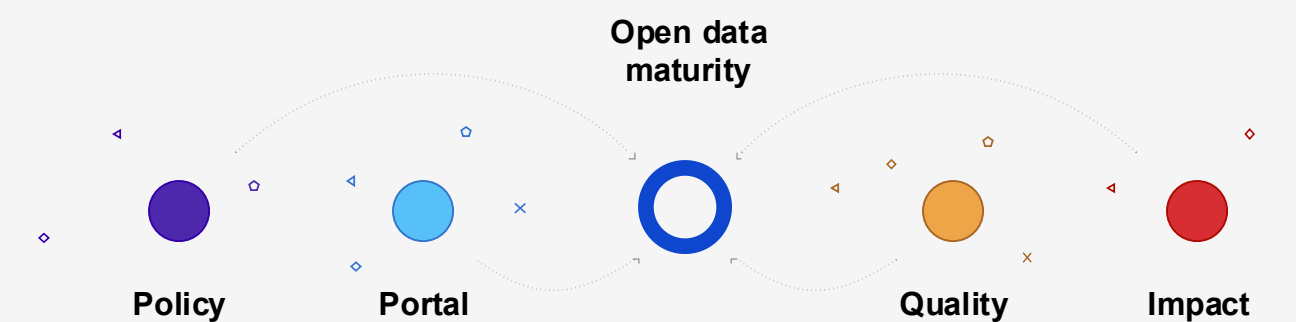 Open data
maturity
Policy
Portal
Quality
Impact